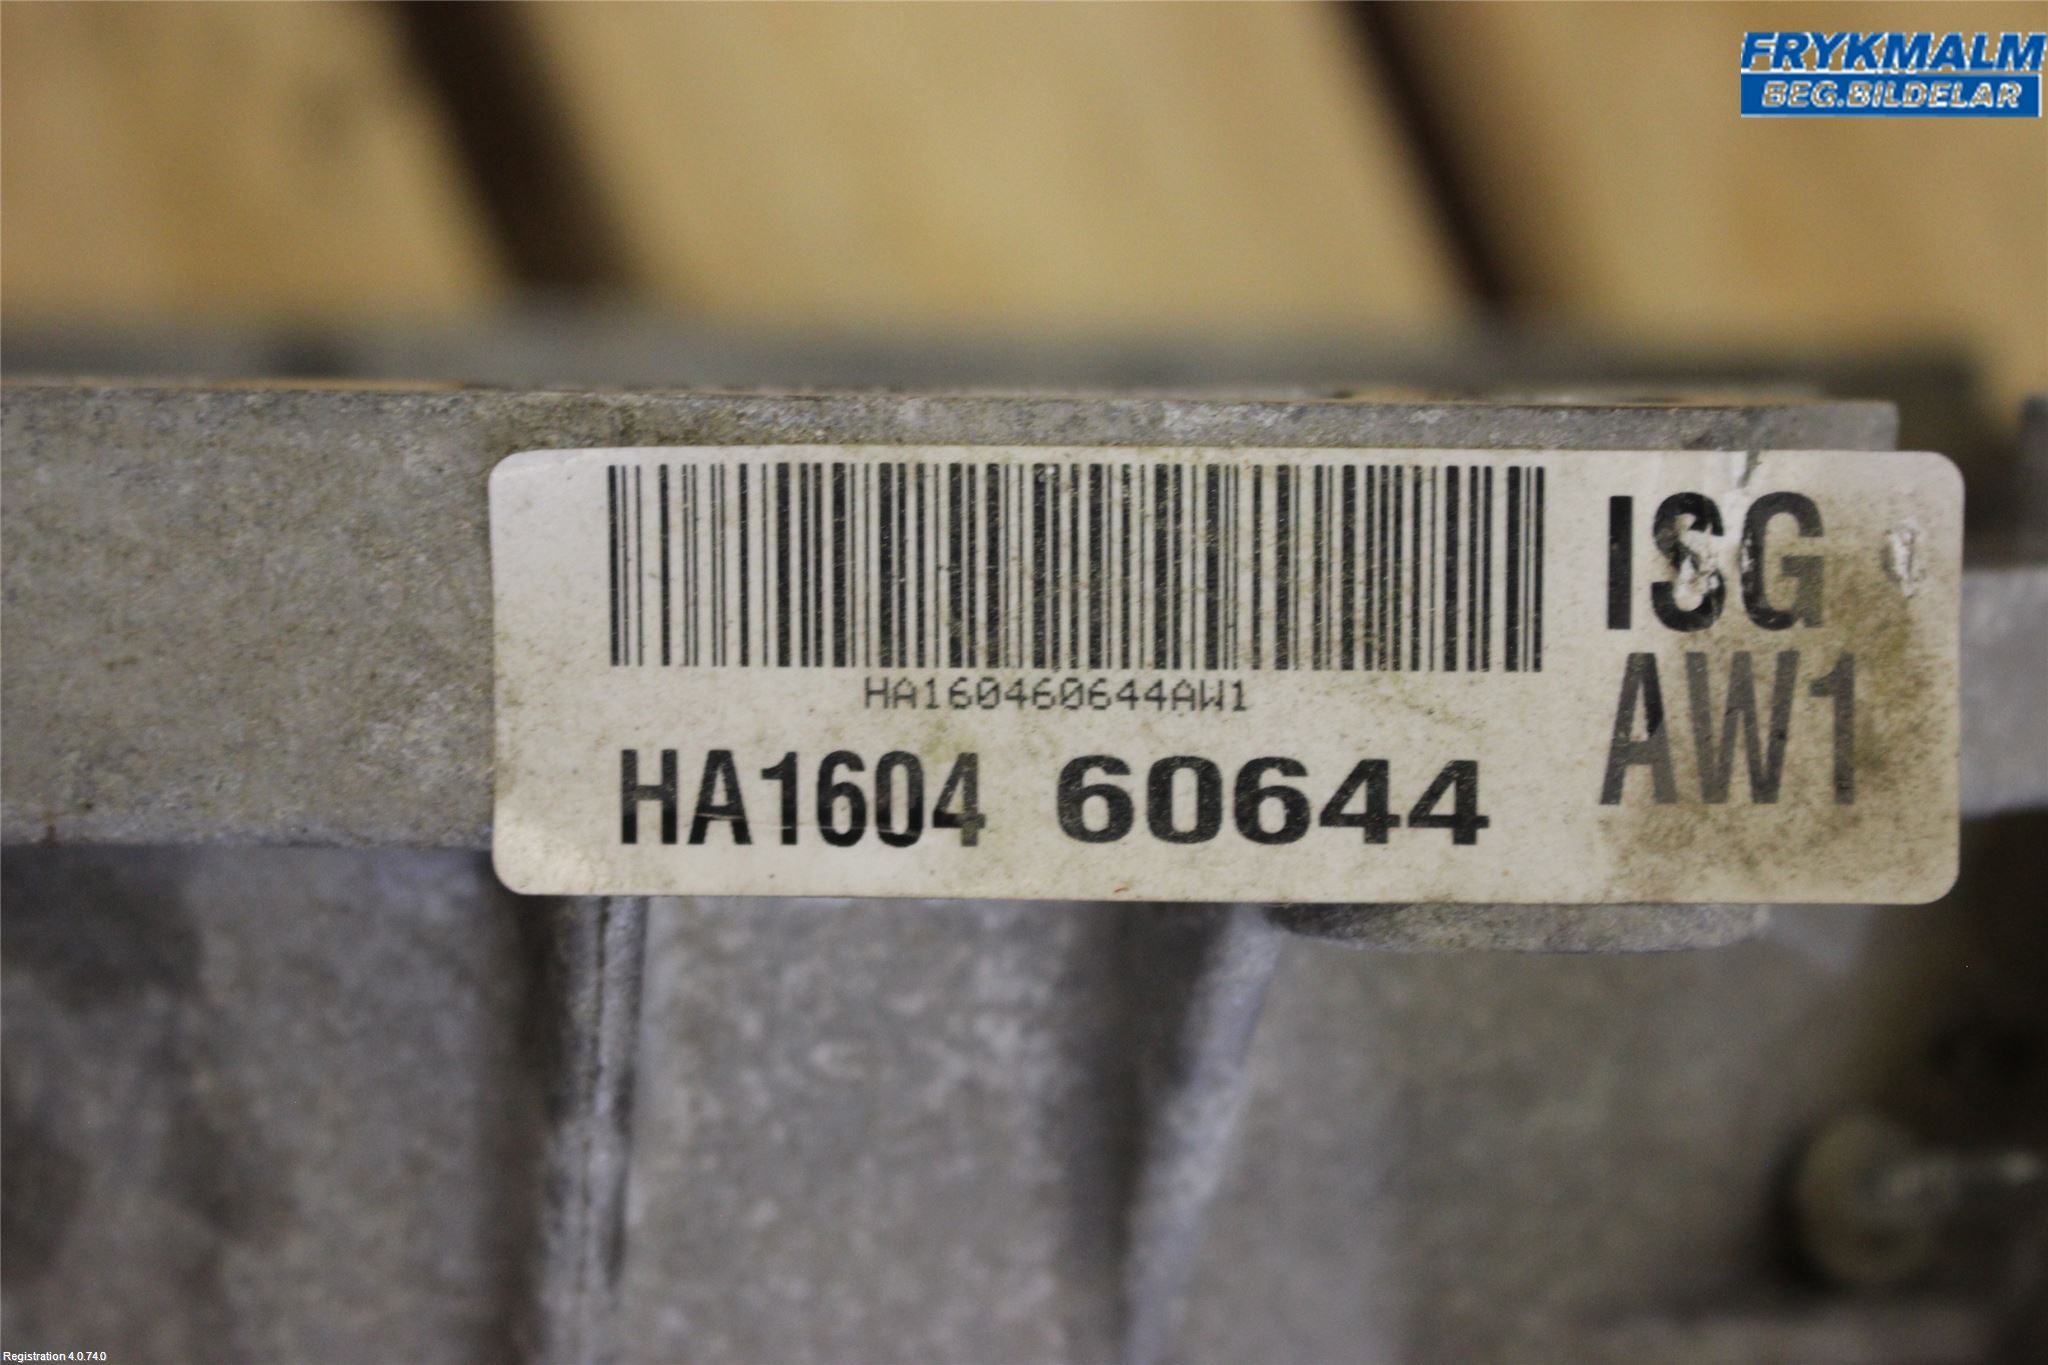 FRYKMALM
BEG.BILDELAR
ISG
AW1
HA160460644AW1
HA1604 60644
Registration 4.0.74.0